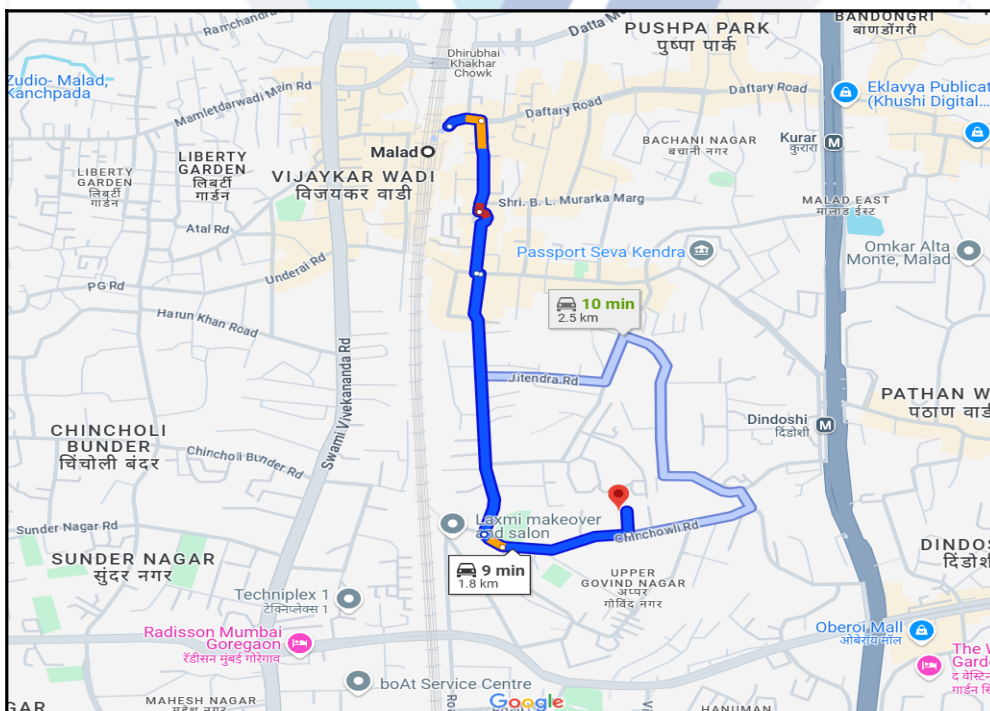 BANDONGRI
बाणडोंगरी
PUSHPA PARK
पुष्पा पार्क
Dhirubhai
Khakhar
Chowk
Zudio- Malad,
Kanchpada
Mamletdarwadi Main Rd
Daftary Road
Daftary Road
Eklavya Publicat
(Khushi Digital...
Malad
BACHANI NAGAR
बचानी नगर
Kurar
कुरारा
M
LIBERTY
GARDEN
लिबर्टी
गार्डन
LIBERTY
GARDEN
लिबर्टी
गार्डन
VIJAYKAR WADI
विजयकर वाडी
Shri. B. L. Murarka Marg
MALAD EAST
मालाड ईस्ट
Atal Rd
Underai Rd
Passport Seva Kendra
Omkar Alta
Monte, Malad
PG Rd
Harun Khan Road
10 min
2.5 km
Swami Vivekananda Rd
Jitendra Rd
PATHAN W
पठाण वाडी
Dindoshi
दिंडोशी
M
CHINCHOLI
BUNDER
चिंचोली बंदर
Chincholi Bunder Rd
Sunder Nagar Rd
Laxmi makeover
and salon
Chinchowli Rd
SUNDER NAGAR
सुंदर नगर
9 min
1.8 km
UPPER
GOVIND NAGAR
अप्पर
गोविंद नगर
DINDOS
दिंडोशी
Techniplex 1
टेक्निप्लेक्स 1
Radisson Mumbai
Goregaon
रॅडीसन मुंबई गोरेगाव
Oberoi Mall
ओबेरॉय मॉल
The W
Garde
boAt Service Centre
MAHESH NAGAR
Google
HANUMAN
GAR